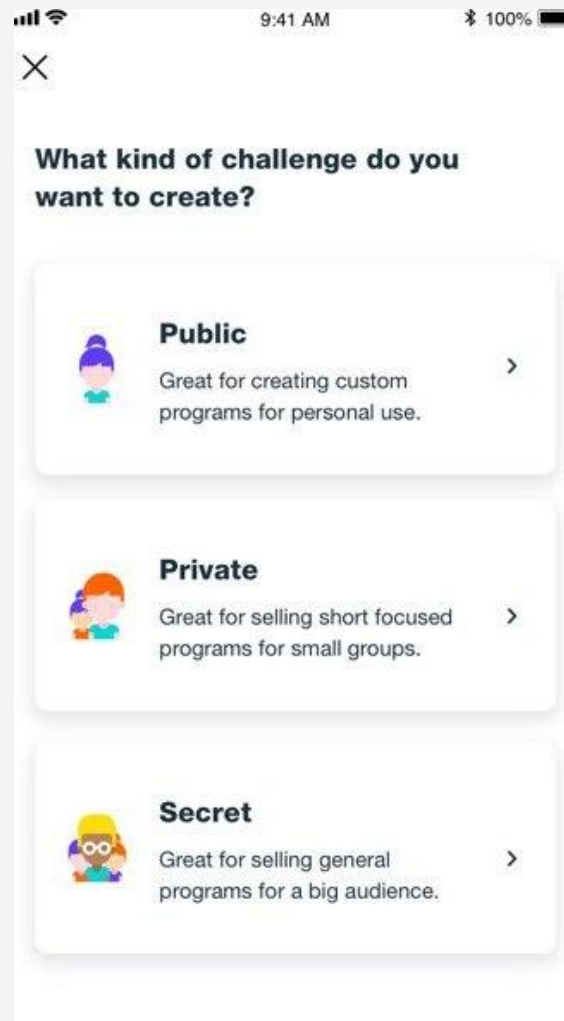 9:41 AM
100%
What kind of challenge do you
want to create?
Public
Great for creating custom
programs for personal use.
Private
Great for selling short focused
programs for small groups.
Secret
Great for selling general
programs for a big audience.